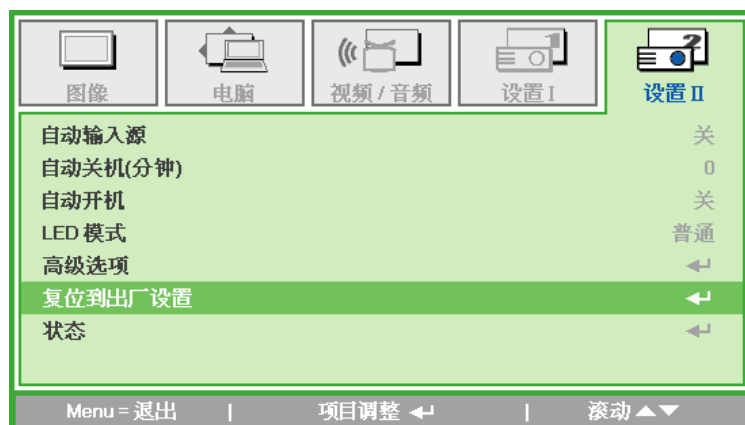 图像
电脑
视频 / 音频
设置 I
设置 II
自动输入源 关
自动关机(分钟) 0
自动开机 关
LED 模式 普通
高级选项
复位到出厂设置
状态
Menu = 退出 | 项目调整 ↵ | 滚动▲▼